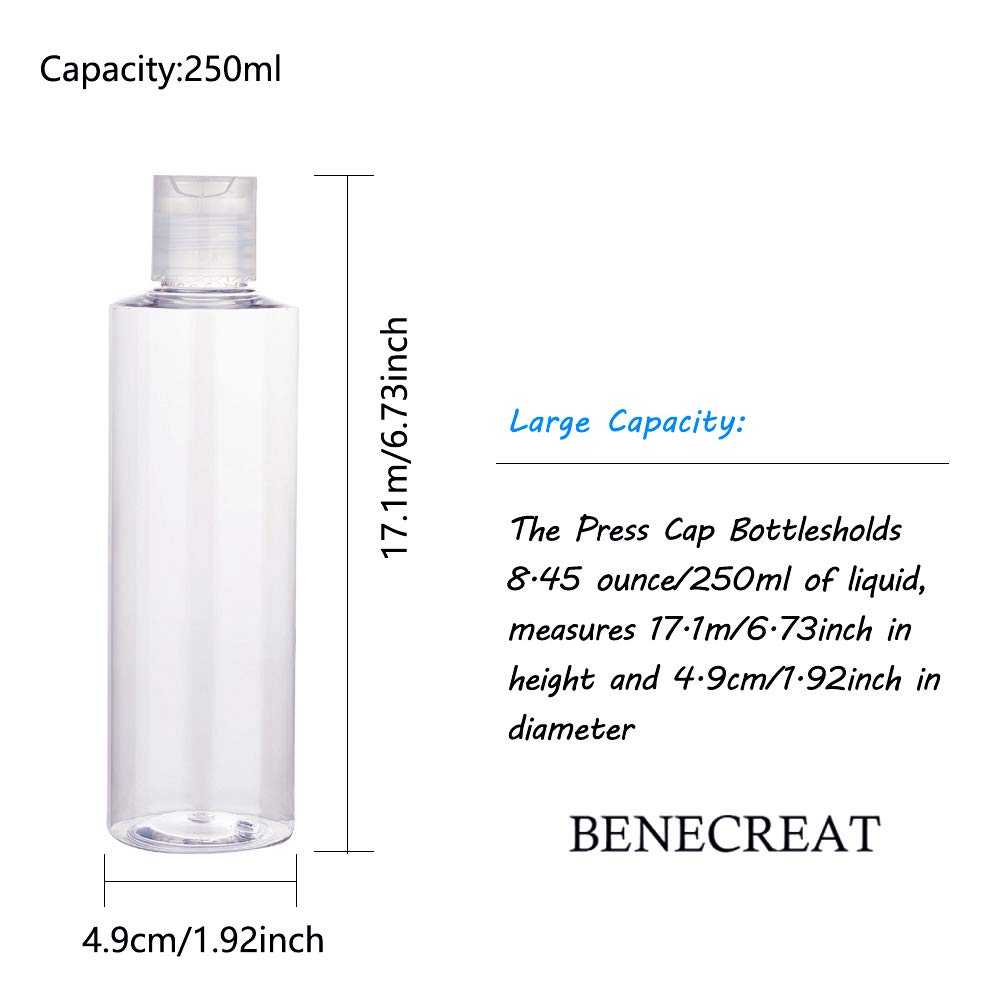 Capacity:250ml
17.1m/6.73inch
Large Capacity:
The Press Cap Bottlesholds
8.45 ounce/250ml of liquid,
measures 17.1m/6.73inch in
height and 4.9cm/1.92inch in
diameter
BENECREAT
4.9cm/1.92inch